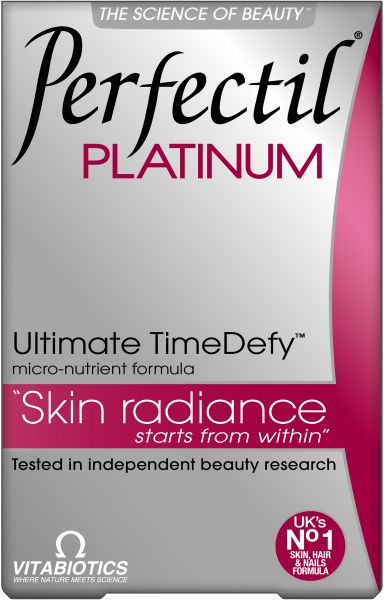 THE SCIENCE OF BEAUTY™
Perfectil®
PLATINUM
Ultimate TimeDefy™
micro-nutrient formula
"Skin radiance
starts from within"
Tested in independent beauty research
VITABIOTICS
WHERE NATURE MEETS SCIENCE
UK's
Nº1
SKIN, HAIR
& NAILS
FORMULA